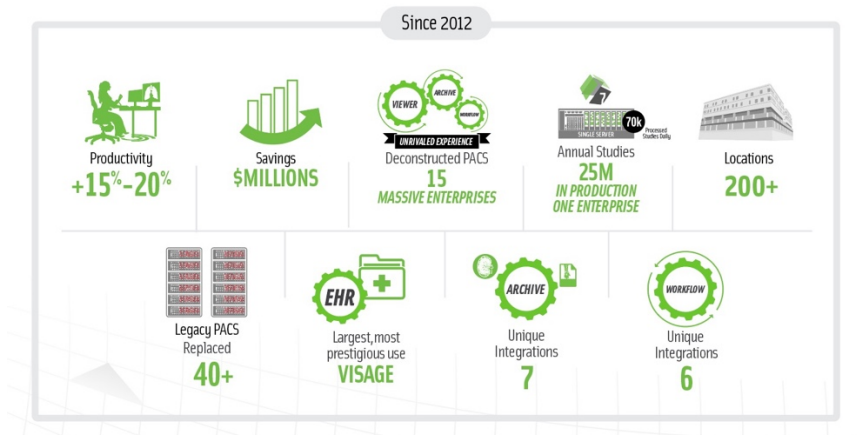 Since 2012
Productivity
+15%-20%
Savings
$MILLIONS
VIEWER
ARCHIVE
WORKFLOW
UNRIVALED EXPERIENCE
Deconstructed PACS
15
MASSIVE ENTERPRISES
SINGLE SERVER
70k
Processed
Studies Daily
Annual Studies
25M
IN PRODUCTION
ONE ENTERPRISE
Locations
200+
Legacy PACS
Replaced
40+
EHR
Largest, most
prestigious use
VISAGE
ARCHIVE
Unique
Integrations
7
WORKFLOW
Unique
Integrations
6